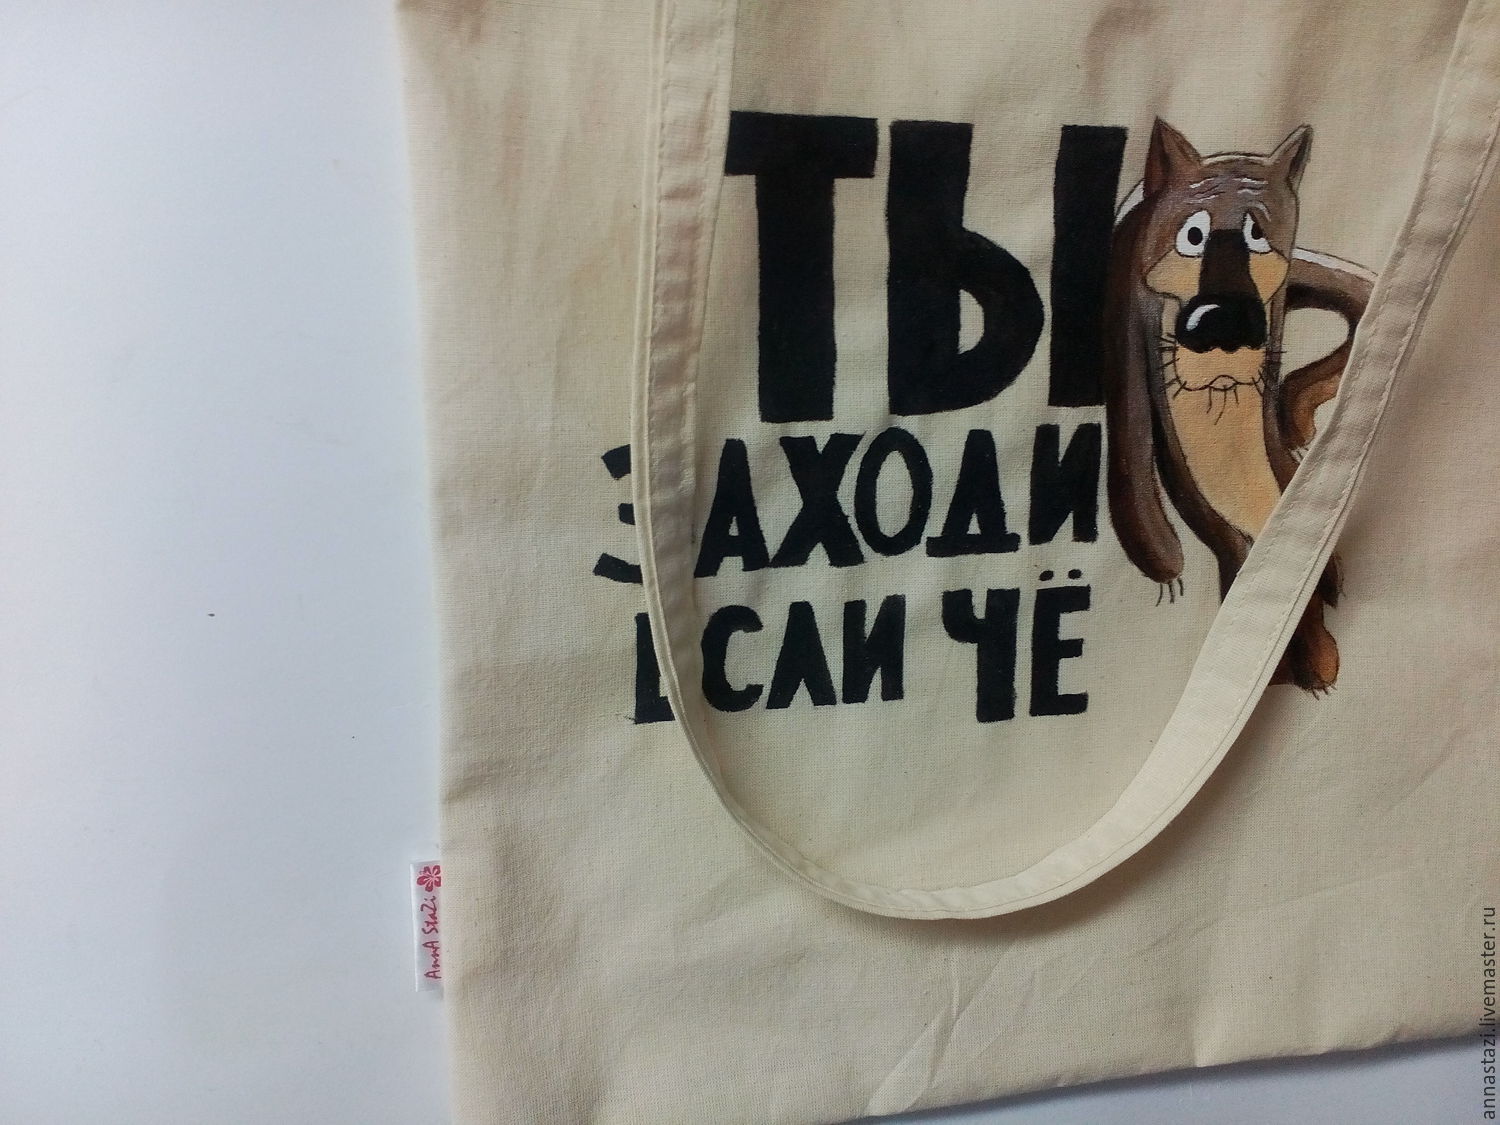 ТЫ
ЗАХОДИ
ЕСЛИ ЧЁ
AnnA StaZi
annastazi.livemaster.ru